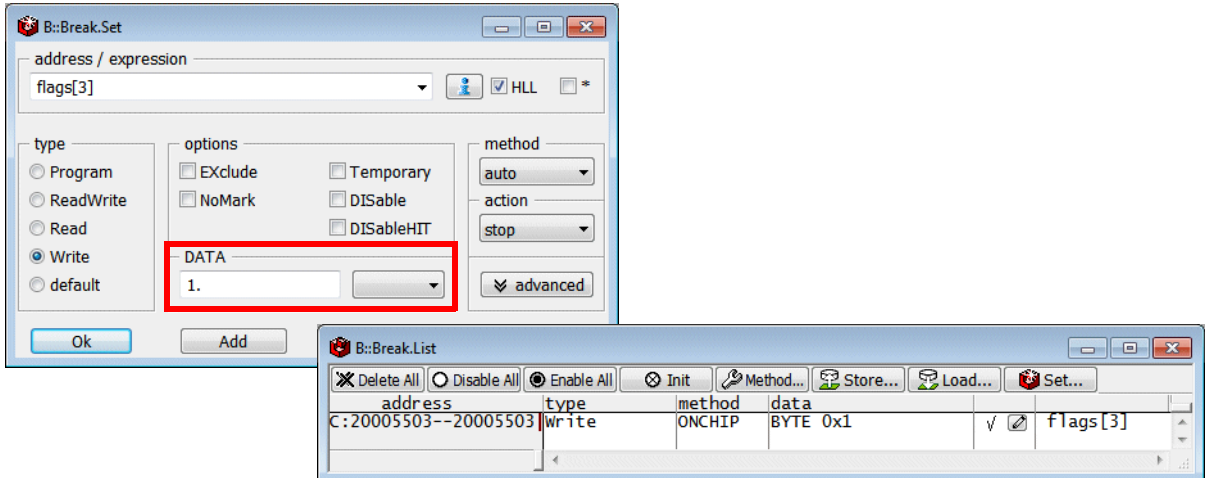 B::Break.Set
address / expression
flags[3]
HLL
*
type
options
method
Program
EXclude
Temporary
auto
ReadWrite
NoMark
DISable
action
Read
DISableHIT
stop
Write
DATA
default
1.
advanced
Ok
Add
B::Break.List
Delete All Disable All Enable All Init Method... Store... Load... Set...
address type method data
C:20005503--20005503 Write ONCHIP BYTE 0x1 √ flags[3]